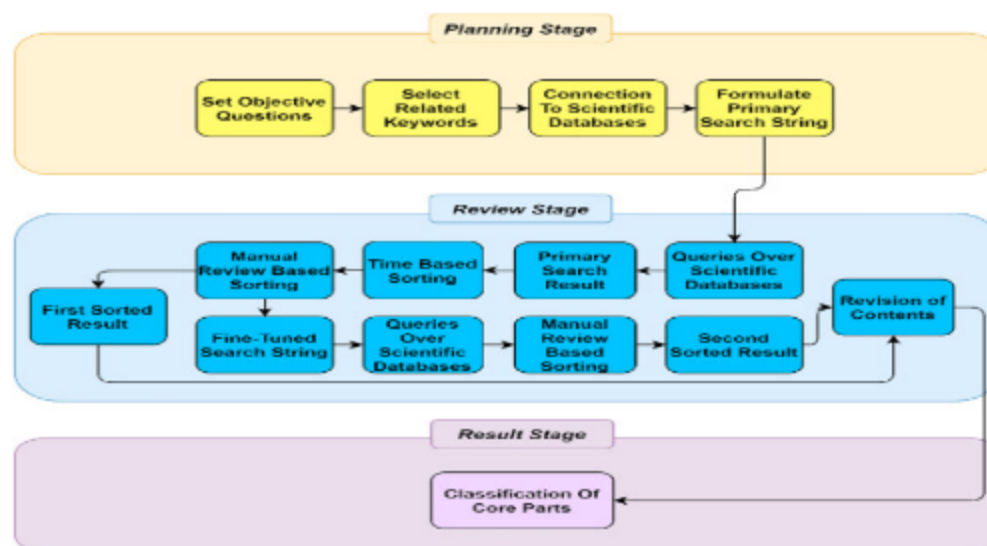 Planning Stage
Set Objective
Questions
Select
Related
Keywords
Connection
To Scientific
Databases
Formulate
Primary
Search String
Review Stage
Manual
Review Based
Sorting
Time Based
Sorting
Primary
Search
Result
Queries Over
Scientific
Databases
First Sorted
Result
Revision of
Contents
Fine-Tuned
Search String
Queries
Over
Scientific
Databases
Manual
Review
Based
Sorting
Second
Sorted Result
Result Stage
Classification Of
Core Parts